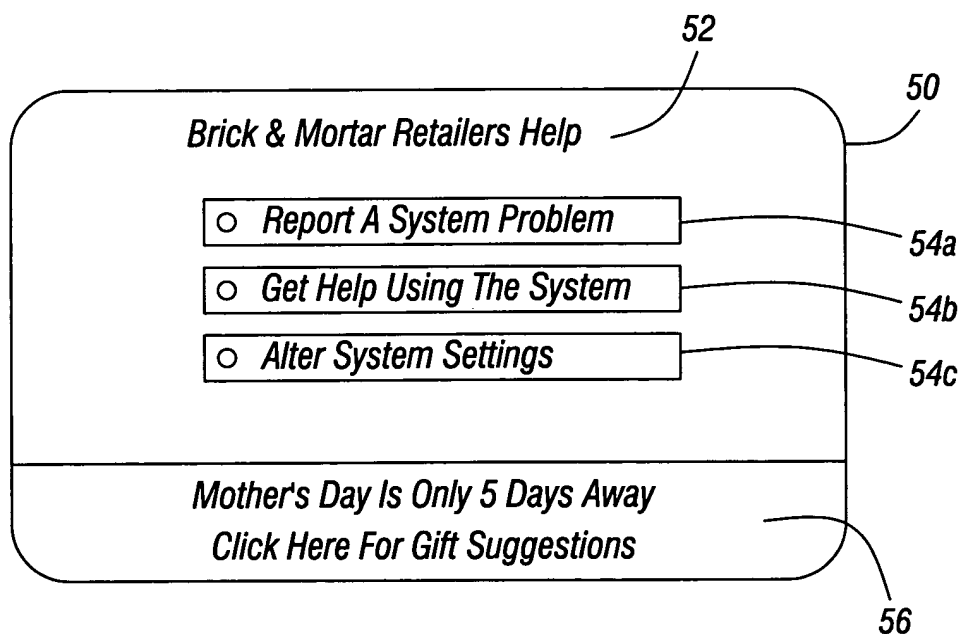 52
50
Brick & Mortar Retailers Help
Report A System Problem
54a
Get Help Using The System
54b
Alter System Settings
54c
Mother's Day Is Only 5 Days Away
Click Here For Gift Suggestions
56